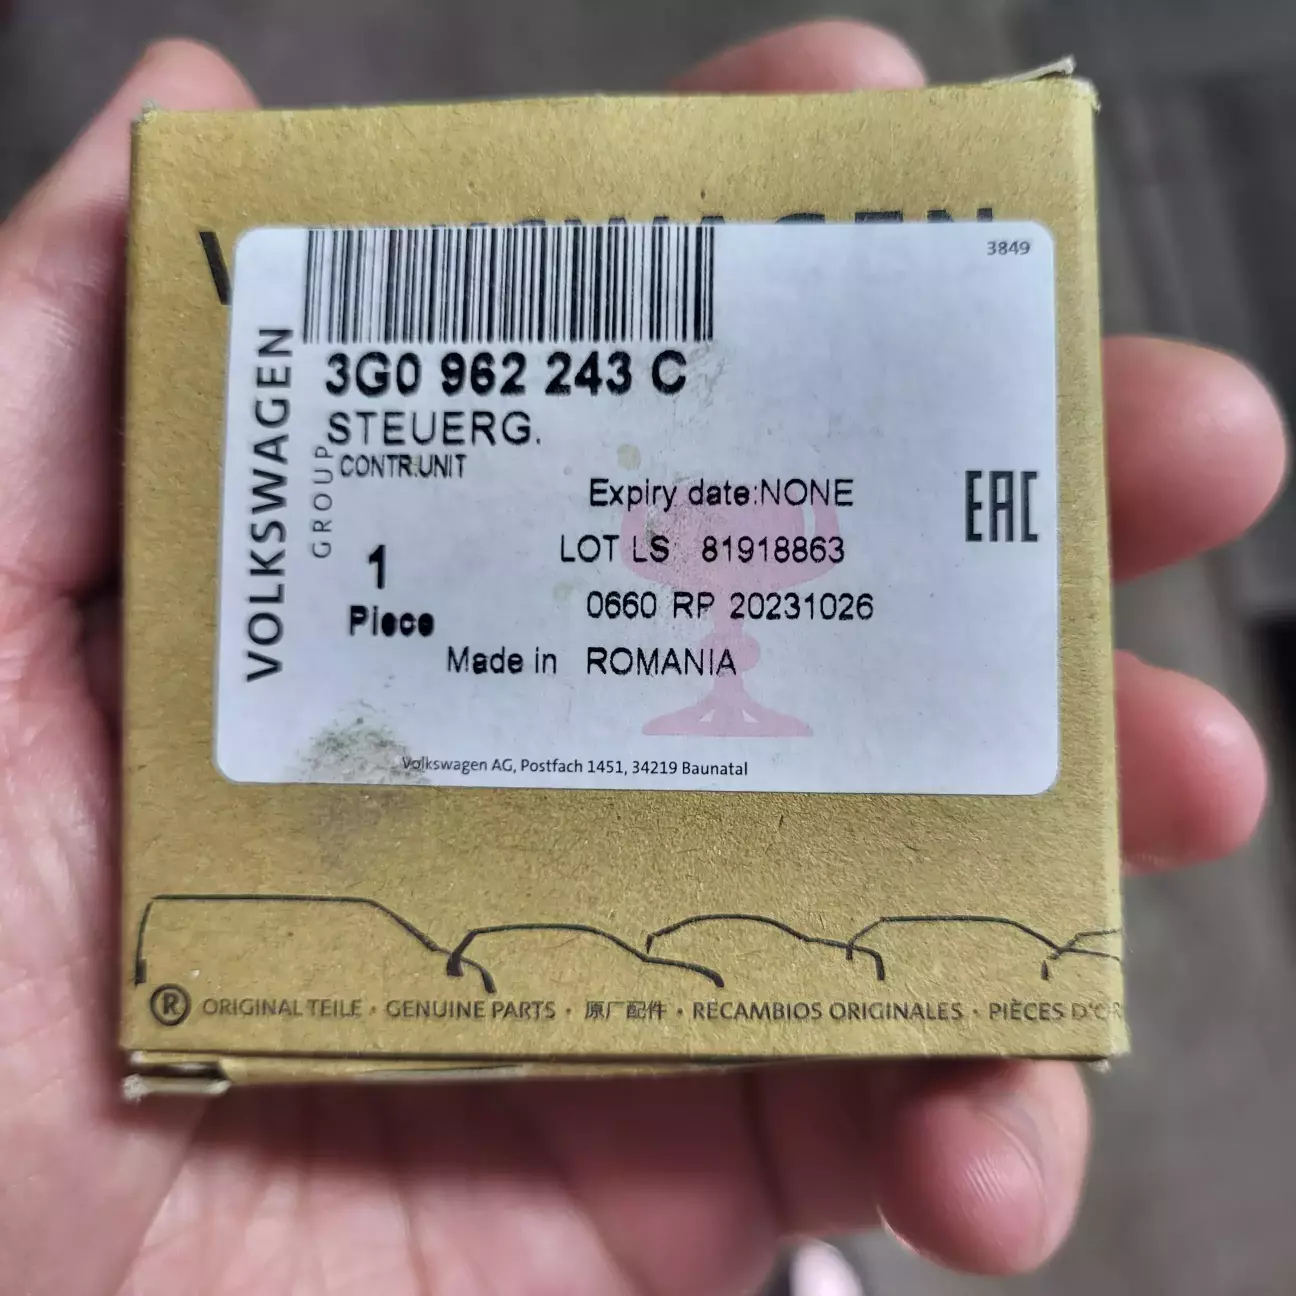 VOLKSWAGEN
3849
VOLKSWAGEN
GROUP
3G0 962 243 C
STEUERG.
CONTR.UNIT
Expiry date:NONE
EAC
LOT LS 81918863
1
Piece
0660 RP 20231026
Made in ROMANIA
Volkswagen AG, Postfach 1451, 34219 Baunatal
® ORIGINAL TEILE · GENUINE PARTS · 原厂配件 · RECAMBIOS ORIGINALES · PIÈCES D'OR